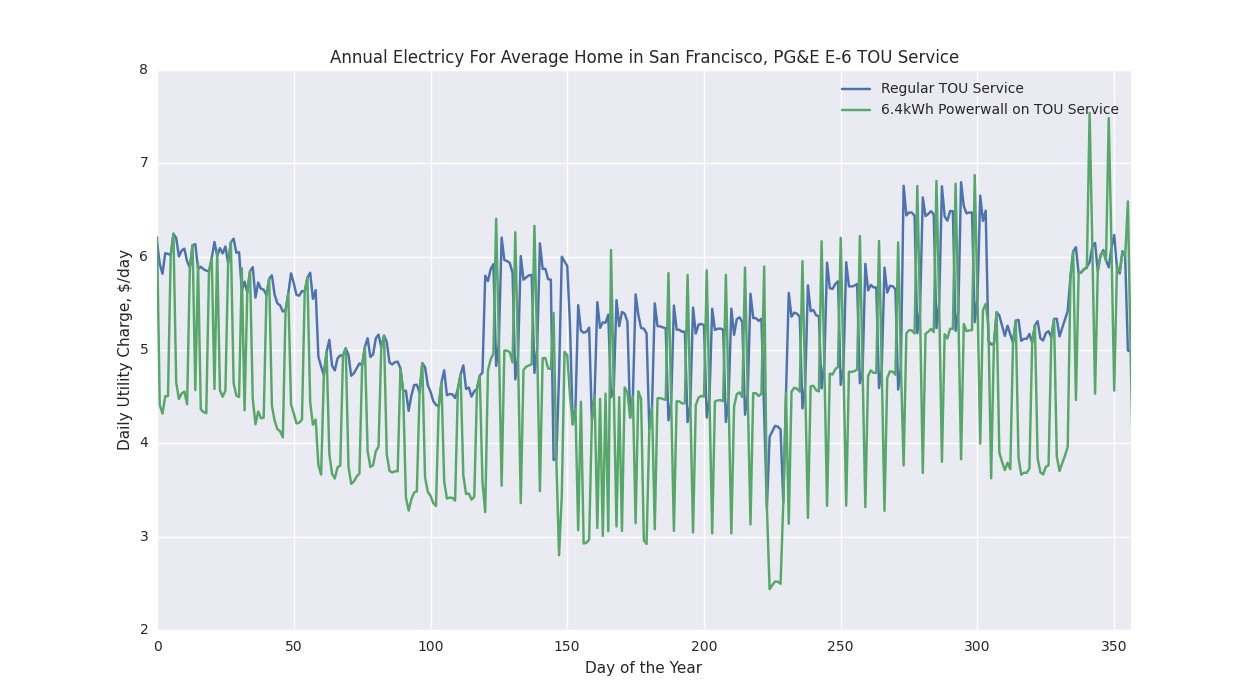 Annual Electricy For Average Home in San Francisco, PG&E E-6 TOU Service
8
7
6
5
4
3
2
Daily Utility Charge, $/day
Regular TOU Service
6.4kWh Powerwall on TOU Service
0 50 100 150 200 250 300 350
Day of the Year